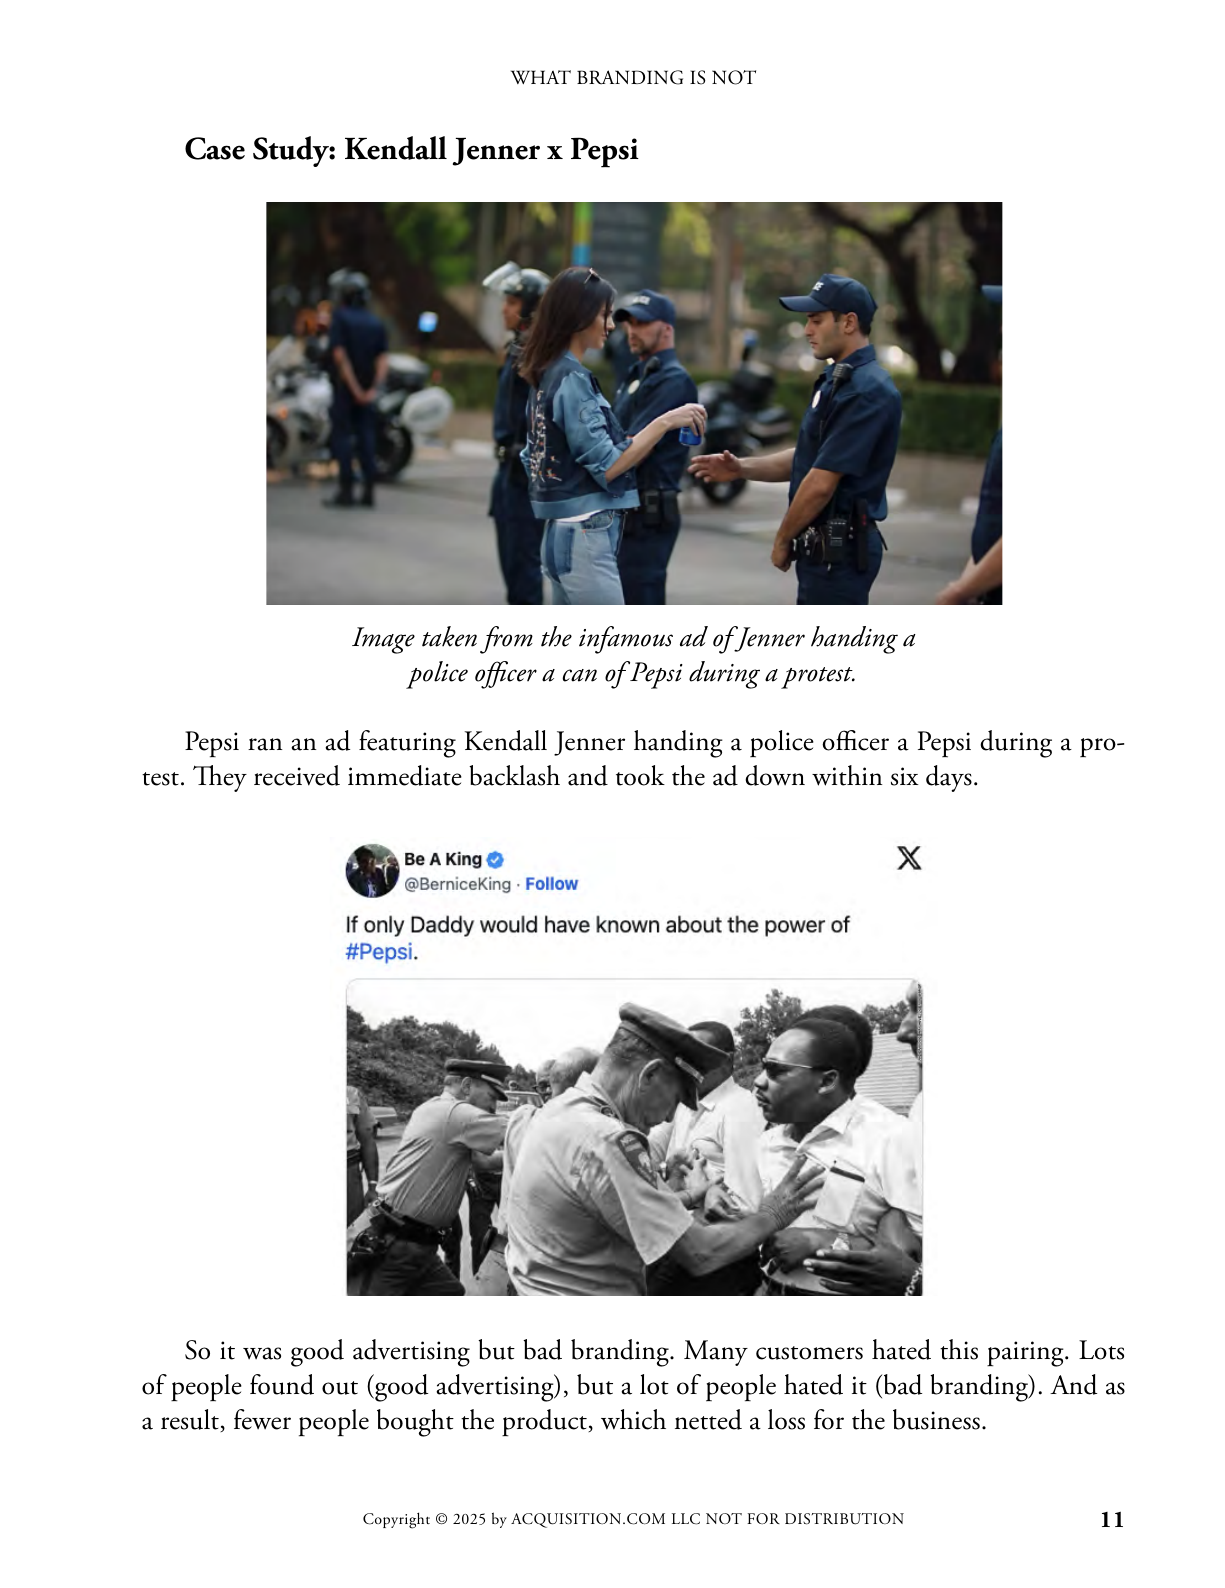 WHAT BRANDING IS NOT
Case Study: Kendall Jenner x Pepsi
Image taken from the infamous ad of Jenner handing a
police officer a can of Pepsi during a protest.
Pepsi ran an ad featuring Kendall Jenner handing a police officer a Pepsi during a pro-
test. They received immediate backlash and took the ad down within six days.
Be A King
@BerniceKing · Follow
If only Daddy would have known about the power of
#Pepsi.
So it was good advertising but bad branding. Many customers hated this pairing. Lots
of people found out (good advertising), but a lot of people hated it (bad branding). And as
a result, fewer people bought the product, which netted a loss for the business.
Copyright © 2025 by ACQUISITION.COM LLC NOT FOR DISTRIBUTION
11